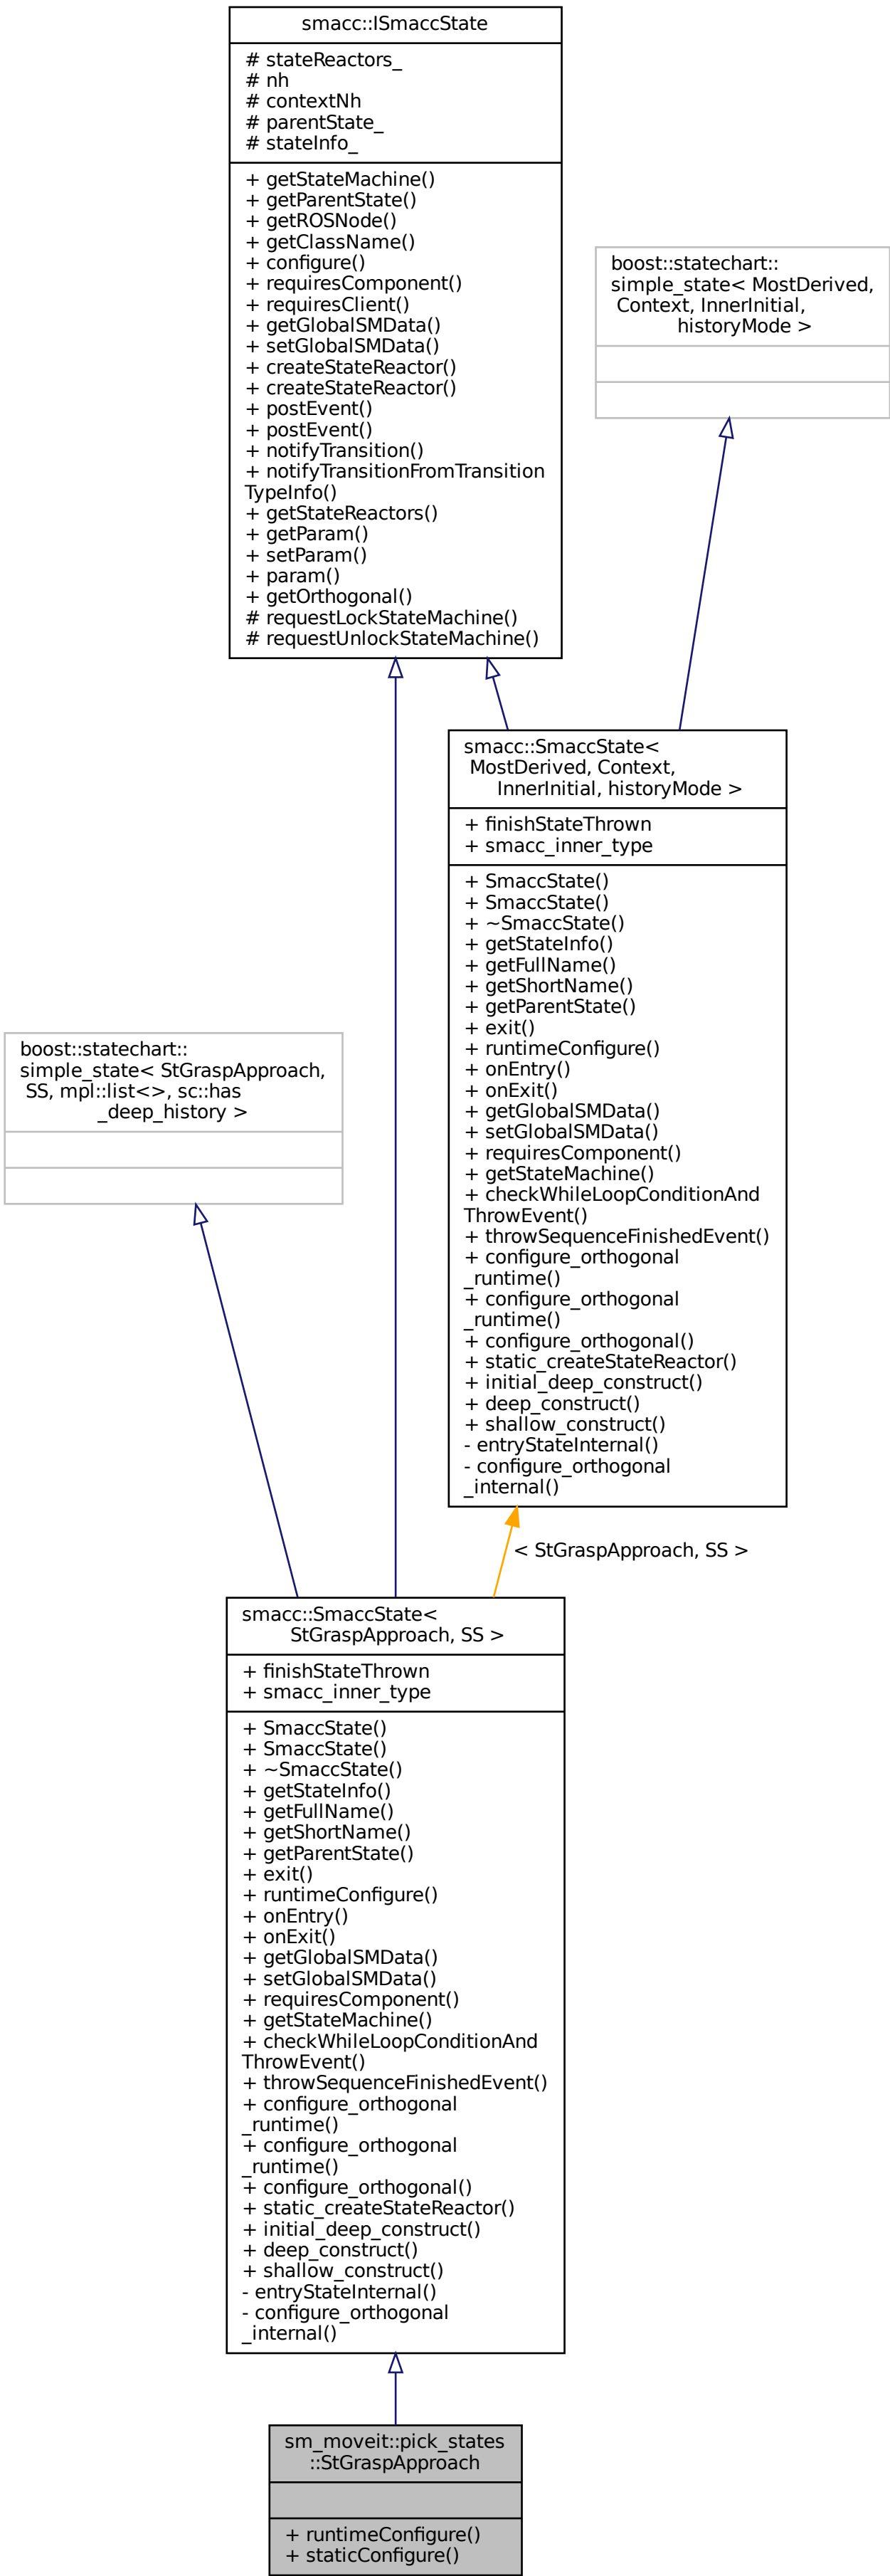 smacc::ISmaccState
# stateReactors_
# nh
# contextNh
# parentState_
# stateInfo_
+ getStateMachine()
+ getParentState()
+ getROSNode()
+ getClassName()
+ configure()
+ requiresComponent()
+ requiresClient()
+ getGlobalSMData()
+ setGlobalSMData()
+ createStateReactor()
+ createStateReactor()
+ postEvent()
+ postEvent()
+ notifyTransition()
+ notifyTransitionFromTransition
TypeInfo()
+ getStateReactors()
+ getParam()
+ setParam()
+ param()
+ getOrthogonal()
# requestLockStateMachine()
# requestUnlockStateMachine()
boost::statechart::
simple_state< MostDerived,
Context, InnerInitial,
historyMode >
smacc::SmaccState<
MostDerived, Context,
InnerInitial, historyMode >
+ finishStateThrown
+ smacc_inner_type
+ SmaccState()
+ SmaccState()
+ ~SmaccState()
+ getStateInfo()
+ getFullName()
+ getShortName()
+ getParentState()
+ exit()
+ runtimeConfigure()
+ onEntry()
+ onExit()
+ getGlobalSMData()
+ setGlobalSMData()
+ requiresComponent()
+ getStateMachine()
+ checkWhileLoopConditionAnd
ThrowEvent()
+ throwSequenceFinishedEvent()
+ configure_orthogonal
_runtime()
+ configure_orthogonal
_runtime()
+ configure_orthogonal()
+ static_createStateReactor()
+ initial_deep_construct()
+ deep_construct()
+ shallow_construct()
- entryStateInternal()
- configure_orthogonal
_internal()
boost::statechart::
simple_state< StGraspApproach,
SS, mpl::list<>, sc::has
_deep_history >
< StGraspApproach, SS >
smacc::SmaccState<
StGraspApproach, SS >
+ finishStateThrown
+ smacc_inner_type
+ SmaccState()
+ SmaccState()
+ ~SmaccState()
+ getStateInfo()
+ getFullName()
+ getShortName()
+ getParentState()
+ exit()
+ runtimeConfigure()
+ onEntry()
+ onExit()
+ getGlobalSMData()
+ setGlobalSMData()
+ requiresComponent()
+ getStateMachine()
+ checkWhileLoopConditionAnd
ThrowEvent()
+ throwSequenceFinishedEvent()
+ configure_orthogonal
_runtime()
+ configure_orthogonal
_runtime()
+ configure_orthogonal()
+ static_createStateReactor()
+ initial_deep_construct()
+ deep_construct()
+ shallow_construct()
- entryStateInternal()
- configure_orthogonal
_internal()
sm_moveit::pick_states
::StGraspApproach
+ runtimeConfigure()
+ staticConfigure()